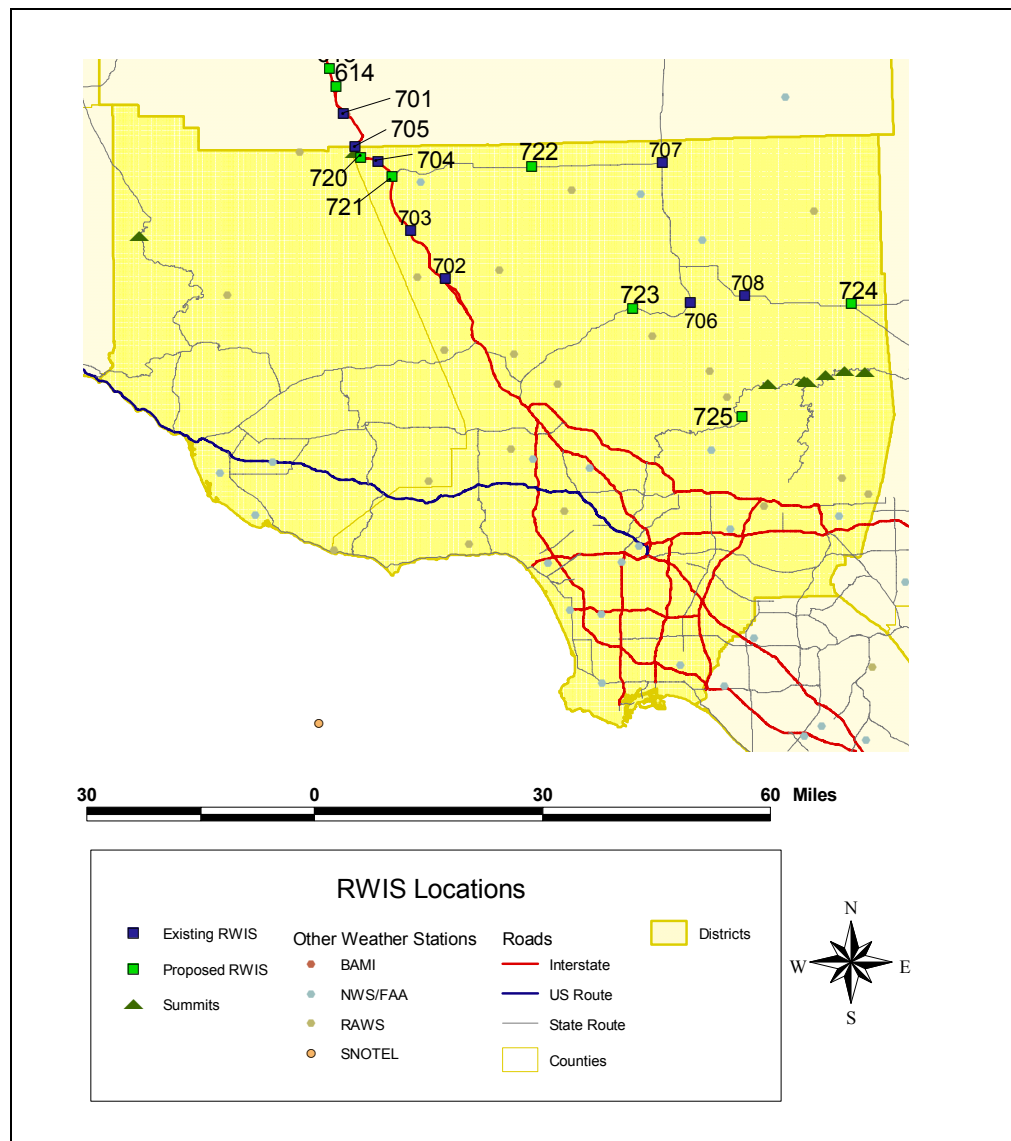 614
701
705
704
720
721
722
707
703
702
723
706
708
724
725
30 0 30 60 Miles
RWIS Locations
Existing RWIS
Proposed RWIS
Summits
Other Weather Stations
BAMI
NWS/FAA
RAWS
SNOTEL
Roads
Interstate
US Route
State Route
Counties
Districts
N
W E
S